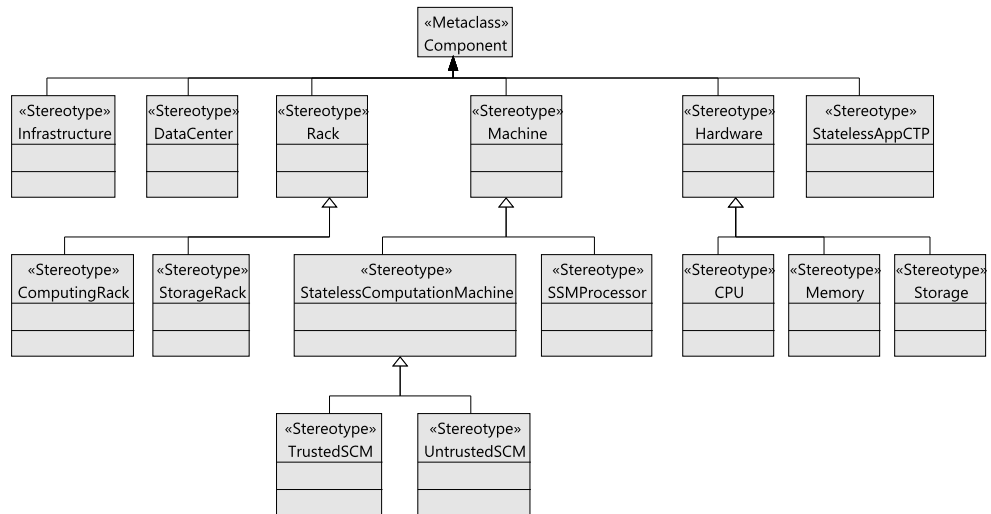 «Metaclass»
Component
«Stereotype»
Infrastructure
«Stereotype»
DataCenter
«Stereotype»
Rack
«Stereotype»
Machine
«Stereotype»
Hardware
«Stereotype»
StatelessAppCTP
«Stereotype»
ComputingRack
«Stereotype»
StorageRack
«Stereotype»
StatelessComputationMachine
«Stereotype»
SSMProcessor
«Stereotype»
CPU
«Stereotype»
Memory
«Stereotype»
Storage
«Stereotype»
TrustedSCM
«Stereotype»
UntrustedSCM